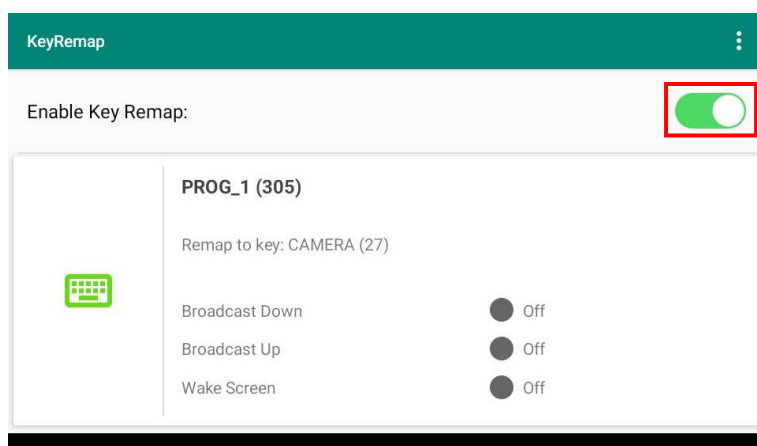 KeyRemap
Enable Key Remap:
PROG_1 (305)
Remap to key: CAMERA (27)
Broadcast Down Off
Broadcast Up Off
Wake Screen Off